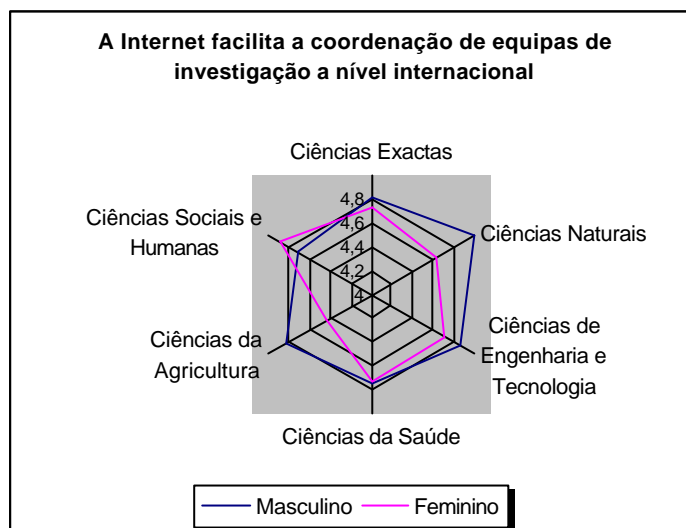 A Internet facilita a coordenação de equipas de
investigação a nível internacional
Ciências Exactas
4,8
4,6
4,4
4,2
4
Ciências Sociais e
Humanas
Ciências Naturais
Ciências da
Agricultura
Ciências de
Engenharia e
Tecnologia
Ciências da Saúde
Masculino
Feminino